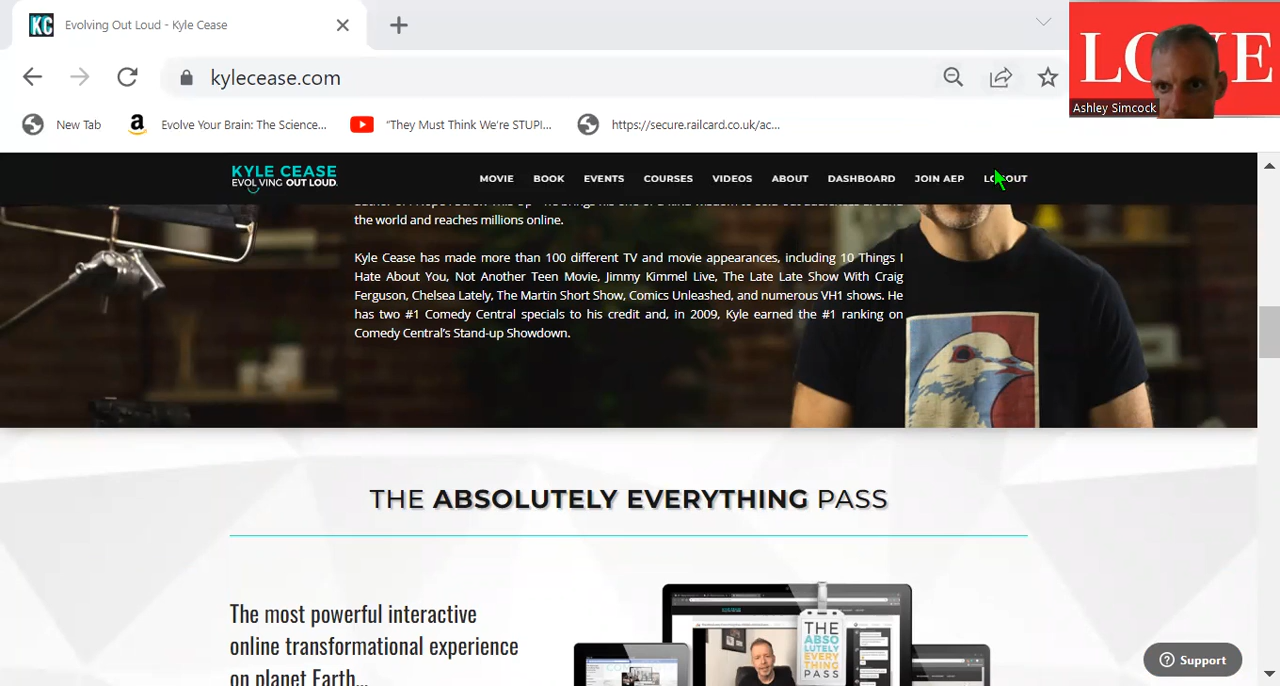 KC Evolving Out Loud - Kyle Cease
kylecease.com
LOVE
Ashley Simcock
New Tab
Evolve Your Brain: The Science...
“They Must Think We're STUPI...
https://secure.railcard.co.uk/ac...
KYLE CEASE
EVOLVING OUT LOUD.
MOVIE BOOK EVENTS COURSES VIDEOS ABOUT DASHBOARD JOIN AEP LOGOUT
the world and reaches millions online.
Kyle Cease has made more than 100 different TV and movie appearances, including 10 Things I
Hate About You, Not Another Teen Movie, Jimmy Kimmel Live, The Late Late Show With Craig
Ferguson, Chelsea Lately, The Martin Short Show, Comics Unleashed, and numerous VH1 shows. He
has two #1 Comedy Central specials to his credit and, in 2009, Kyle earned the #1 ranking on
Comedy Central’s Stand-up Showdown.
THE ABSOLUTELY EVERYTHING PASS
The most powerful interactive
online transformational experience
on planet Earth...
THE
ABSO
LUTELY
EVERY
THING
PASS
Support